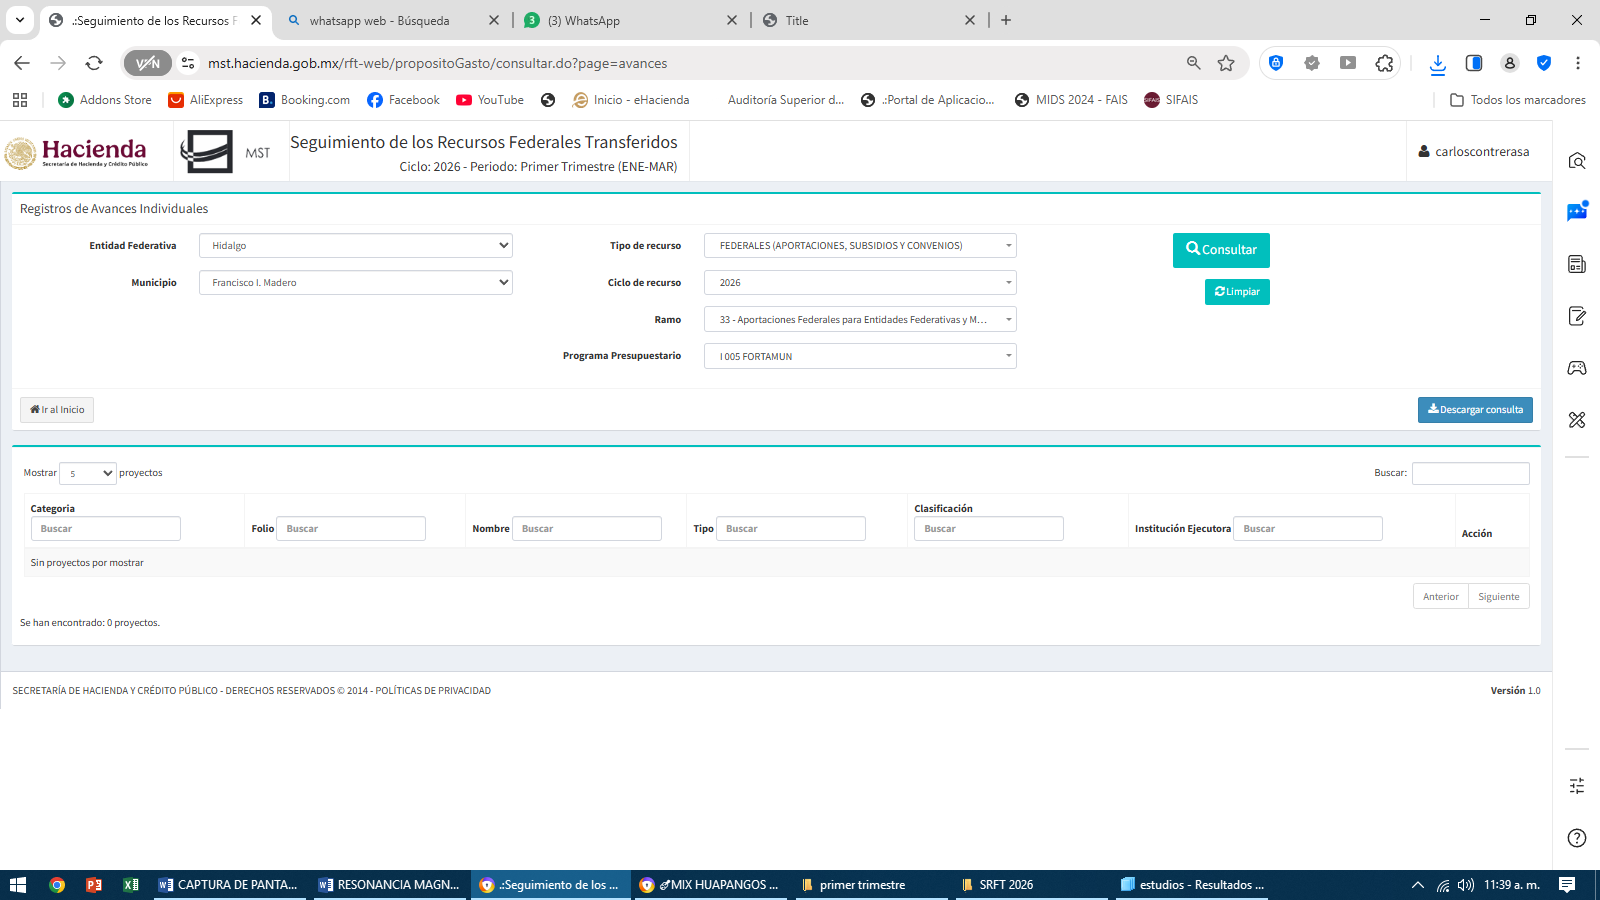 .:Seguimiento de los Recursos F
whatsapp web - Búsqueda
3
(3) WhatsApp
Title
VPN
mst.hacienda.gob.mx/rft-web/propositoGasto/consultar.do?page=avances
Addons Store
AliExpress
B.
Booking.com
Facebook
YouTube
Inicio - eHacienda
Auditoría Superior d...
.:Portal de Aplicacio...
MIDS 2024 - FAIS
SIFAIS
SIFAIS
Todos los marcadores
Hacienda
Secretaría de Hacienda y Crédito Público
MST
Seguimiento de los Recursos Federales Transferidos
Ciclo: 2026 - Periodo: Primer Trimestre (ENE-MAR)
carloscontrerasa
Registros de Avances Individuales
Entidad Federativa
Hidalgo
Tipo de recurso
FEDERALES (APORTACIONES, SUBSIDIOS Y CONVENIOS)
Consultar
Municipio
Francisco I. Madero
Ciclo de recurso
2026
Limpiar
Ramo
33 - Aportaciones Federales para Entidades Federativas y M...
Programa Presupuestario
I 005 FORTAMUN
Ir al Inicio
Descargar consulta
Mostrar 5 proyectos
Buscar:
Categoria
Buscar
Folio
Buscar
Nombre
Buscar
Tipo
Buscar
Clasificación
Buscar
Institución Ejecutora
Buscar
Acción
Sin proyectos por mostrar
Anterior
Siguiente
Se han encontrado: 0 proyectos.
SECRETARÍA DE HACIENDA Y CRÉDITO PÚBLICO - DERECHOS RESERVADOS © 2014 - POLÍTICAS DE PRIVACIDAD
Versión 1.0
CAPTURA DE PANTA...
RESONANCIA MAGN...
.:Seguimiento de los ...
MIX HUAPANGOS ...
primer trimestre
SRFT 2026
estudios - Resultados ...
11:39 a. m.